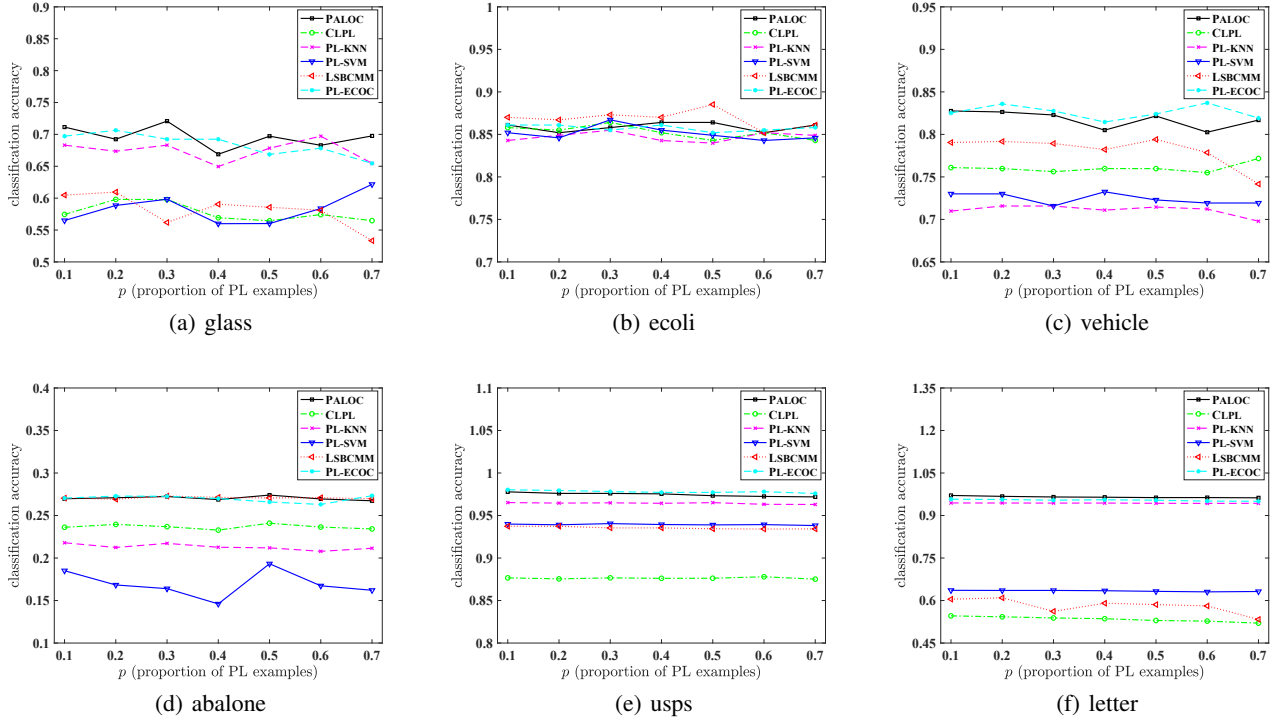 0.9
0.85
0.8
0.75
0.7
0.65
0.6
0.55
0.5
classification accuracy
0.1 0.2 0.3 0.4 0.5 0.6 0.7
p (proportion of PL examples)
PALOC
CLPL
PL-KNN
PL-SVM
LSBCMM
PL-ECOC
(a) glass
1
0.95
0.9
0.85
0.8
0.75
0.7
classification accuracy
0.1 0.2 0.3 0.4 0.5 0.6 0.7
p (proportion of PL examples)
PALOC
CLPL
PL-KNN
PL-SVM
LSBCMM
PL-ECOC
(b) ecoli
0.95
0.9
0.85
0.8
0.75
0.7
0.65
classification accuracy
0.1 0.2 0.3 0.4 0.5 0.6 0.7
p (proportion of PL examples)
PALOC
CLPL
PL-KNN
PL-SVM
LSBCMM
PL-ECOC
(c) vehicle
0.4
0.35
0.3
0.25
0.2
0.15
0.1
classification accuracy
0.1 0.2 0.3 0.4 0.5 0.6 0.7
p (proportion of PL examples)
PALOC
CLPL
PL-KNN
PL-SVM
LSBCMM
PL-ECOC
(d) abalone
1.1
1.05
1
0.95
0.9
0.85
0.8
classification accuracy
0.1 0.2 0.3 0.4 0.5 0.6 0.7
p (proportion of PL examples)
PALOC
CLPL
PL-KNN
PL-SVM
LSBCMM
PL-ECOC
(e) usps
1.35
1.2
1.05
0.9
0.75
0.6
0.45
classification accuracy
0.1 0.2 0.3 0.4 0.5 0.6 0.7
p (proportion of PL examples)
PALOC
CLPL
PL-KNN
PL-SVM
LSBCMM
PL-ECOC
(f) letter